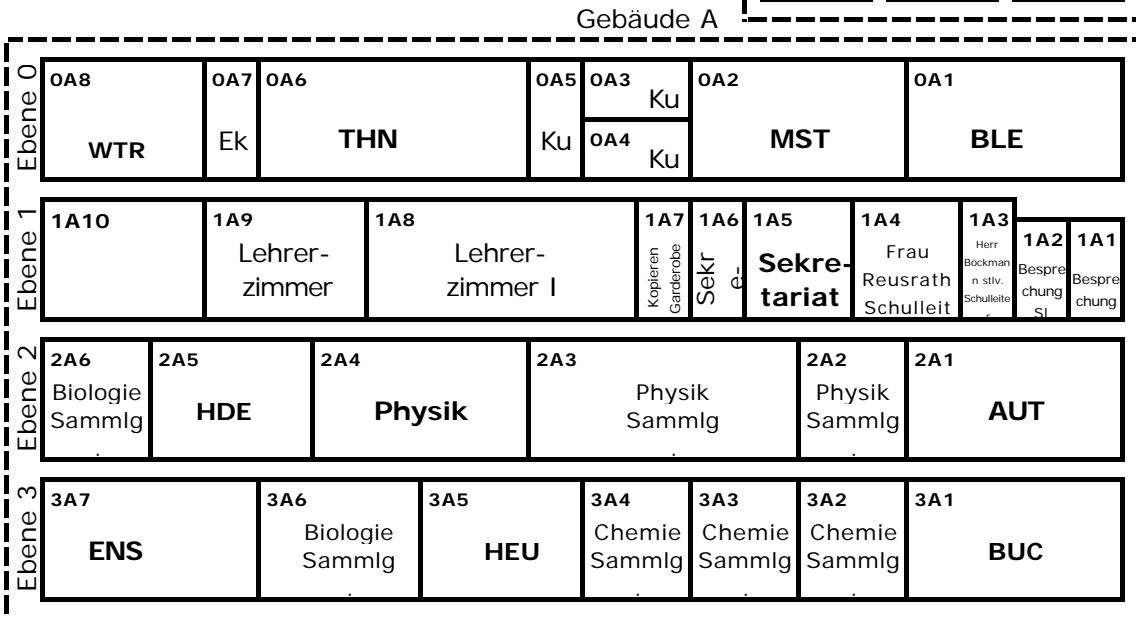 Gebäude A
Ebene 0
0A8
WTR
0A7
Ek
0A6
THN
0A5
Ku
0A3
Ku
0A4
Ku
0A2
MST
0A1
BLE
Ebene 1
1A10
1A9
Lehrer-
zimmer
1A8
Lehrer-
zimmer I
1A7
Kopieren
Garderobe
1A6
Sekr
e-
1A5
Sekre-
tariat
1A4
Frau
Reusrath
Schulleit
1A3
Herr
Böckman
n stlv.
Schulleite
r
1A2
Bespre
chung
SL
1A1
Bespre
chung
Ebene 2
2A6
Biologie
Sammlg
.
2A5
HDE
2A4
Physik
2A3
Physik
Sammlg
.
2A2
Physik
Sammlg
.
2A1
AUT
Ebene 3
3A7
ENS
3A6
Biologie
Sammlg
.
3A5
HEU
3A4
Chemie
Sammlg
.
3A3
Chemie
Sammlg
.
3A2
Chemie
Sammlg
.
3A1
BUC